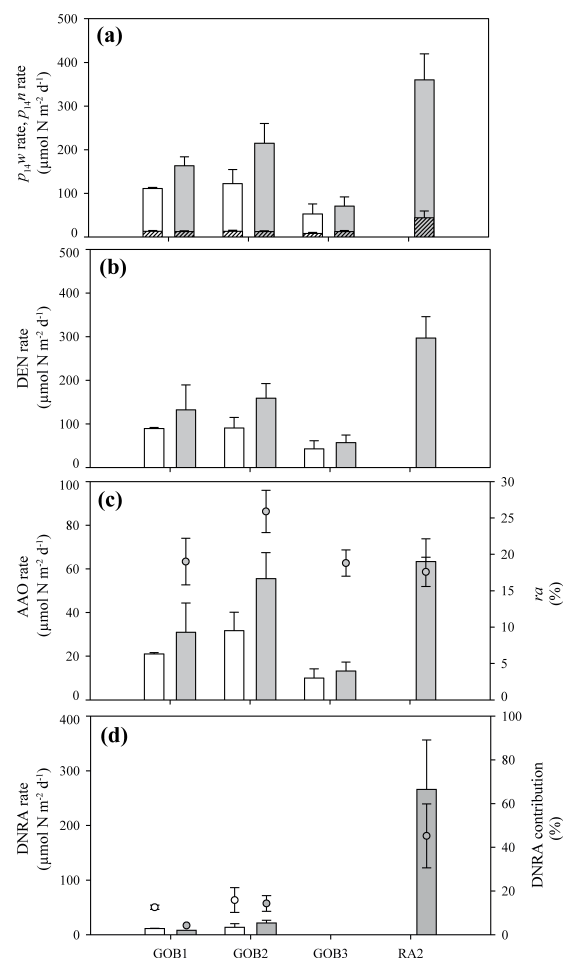 (a)
p₁₄w rate, p₁₄n rate
(µmol N m⁻² d⁻¹)
500
400
300
200
100
0
(b)
DEN rate
(µmol N m⁻² d⁻¹)
500
400
300
200
100
0
(c)
AAO rate
(µmol N m⁻² d⁻¹)
100
80
60
40
20
0
30
25
20
15
10
5
0
ra
(%)
(d)
DNRA rate
(µmol N m⁻² d⁻¹)
400
300
200
100
0
100
80
60
40
20
0
DNRA contribution
(%)
GOB1 GOB2 GOB3 RA2